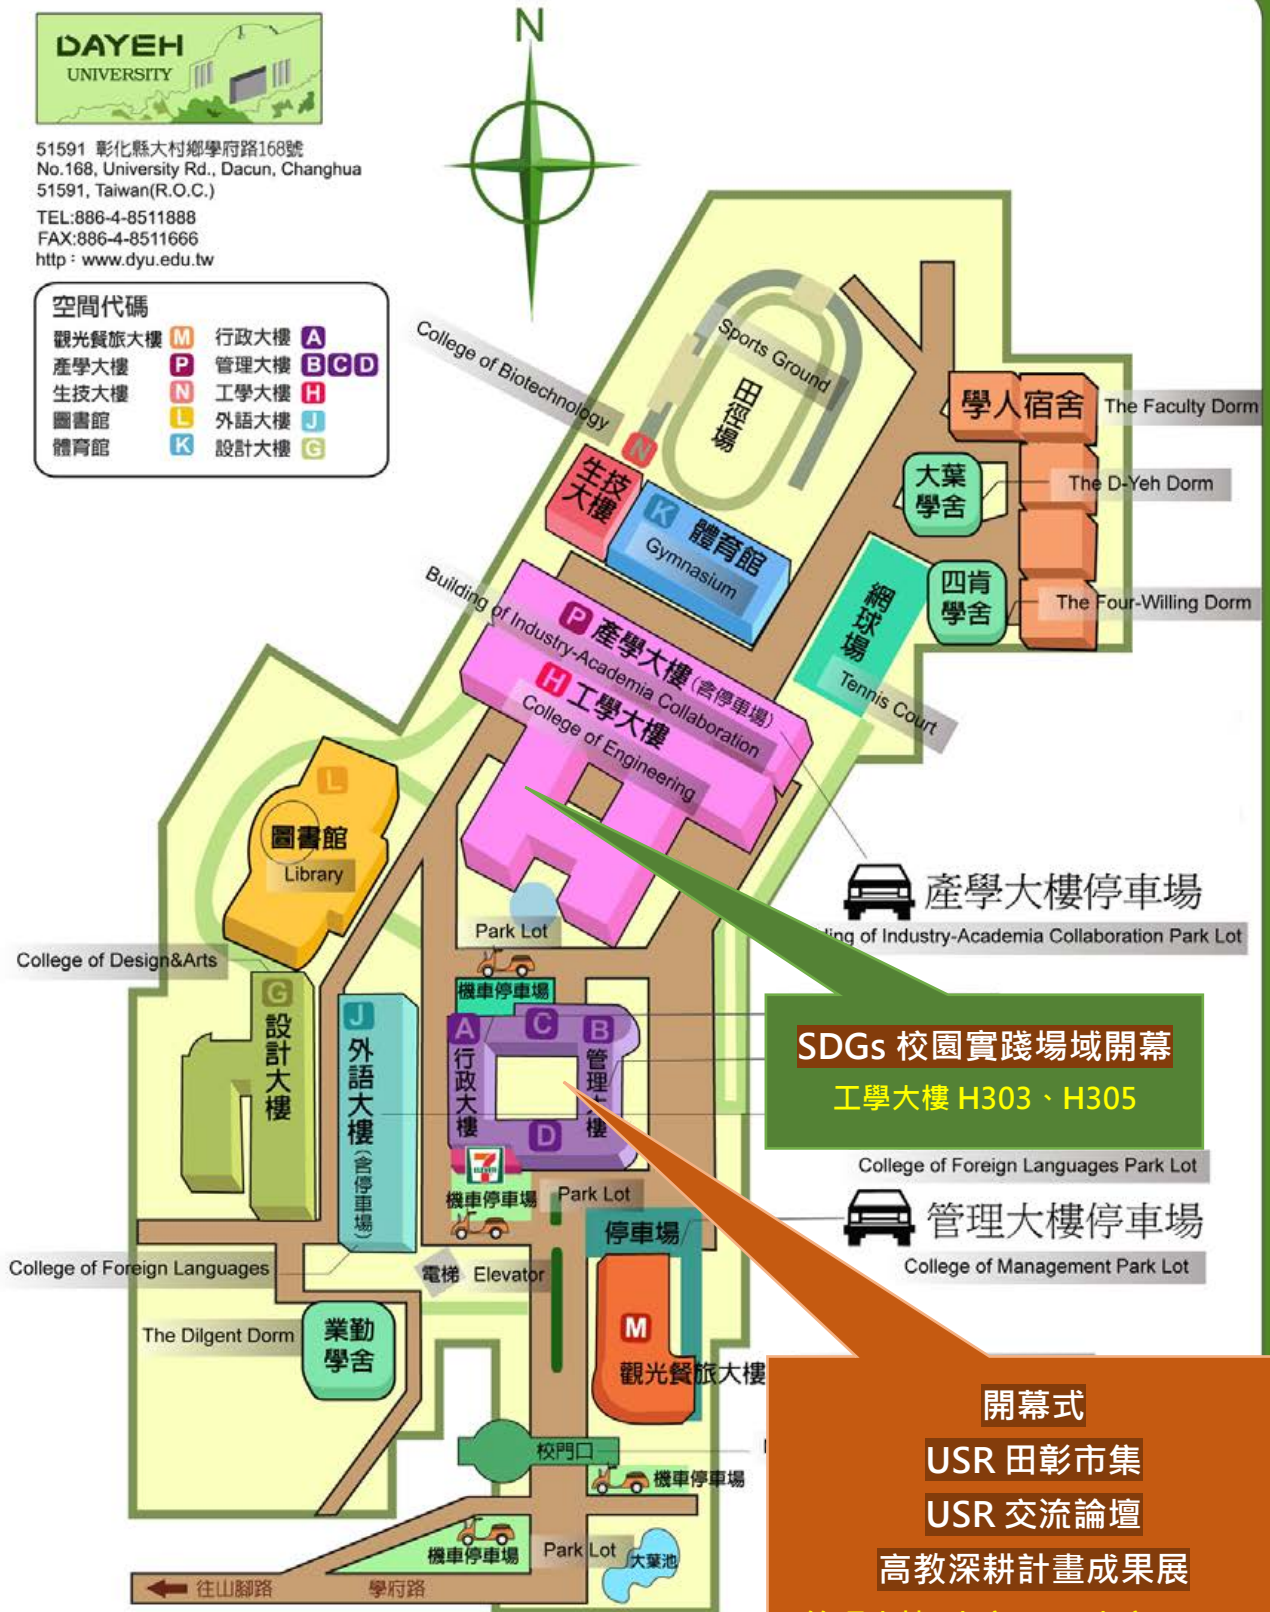 DAYEH
UNIVERSITY
N
51591 彰化縣大村鄉學府路168號
No.168, University Rd., Dacun, Changhua
51591, Taiwan(R.O.C.)
TEL:886-4-8511888
FAX:886-4-8511666
http：www.dyu.edu.tw
空間代碼
觀光餐旅大樓 M 行政大樓 A
產學大樓 P 管理大樓 B C D
生技大樓 N 工學大樓 H
圖書館 L 外語大樓 J
體育館 K 設計大樓 G
College of Biotechnology
Sports Ground
田徑場
學人宿舍
The Faculty Dorm
N
生技
大樓
大葉
學舍
The D-Yeh Dorm
K 體育館
Gymnasium
四肯
學舍
The Four-Willing Dorm
網球場
Tennis Court
P 產學大樓(含停車場)
Building of Industry-Academia Collaboration
H 工學大樓
College of Engineering
L
圖書館
Library
產學大樓停車場
ding of Industry-Academia Collaboration Park Lot
Park Lot
機車停車場
College of Design&Arts
G
設計大樓
J
外語大樓(含停車場)
A
行政大樓
C
B
管理大樓
D
SDGs 校園實踐場域開幕
工學大樓 H303、H305
College of Foreign Languages Park Lot
7
ELEVEN
機車停車場
Park Lot
停車場
管理大樓停車場
College of Management Park Lot
College of Foreign Languages
電梯 Elevator
The Dilgent Dorm
業勤
學舍
M
觀光餐旅大樓
校門口
機車停車場
機車停車場
Park Lot
大葉池
往山腳路
學府路
開幕式
USR 田彰市集
USR 交流論壇
高教深耕計畫成果展